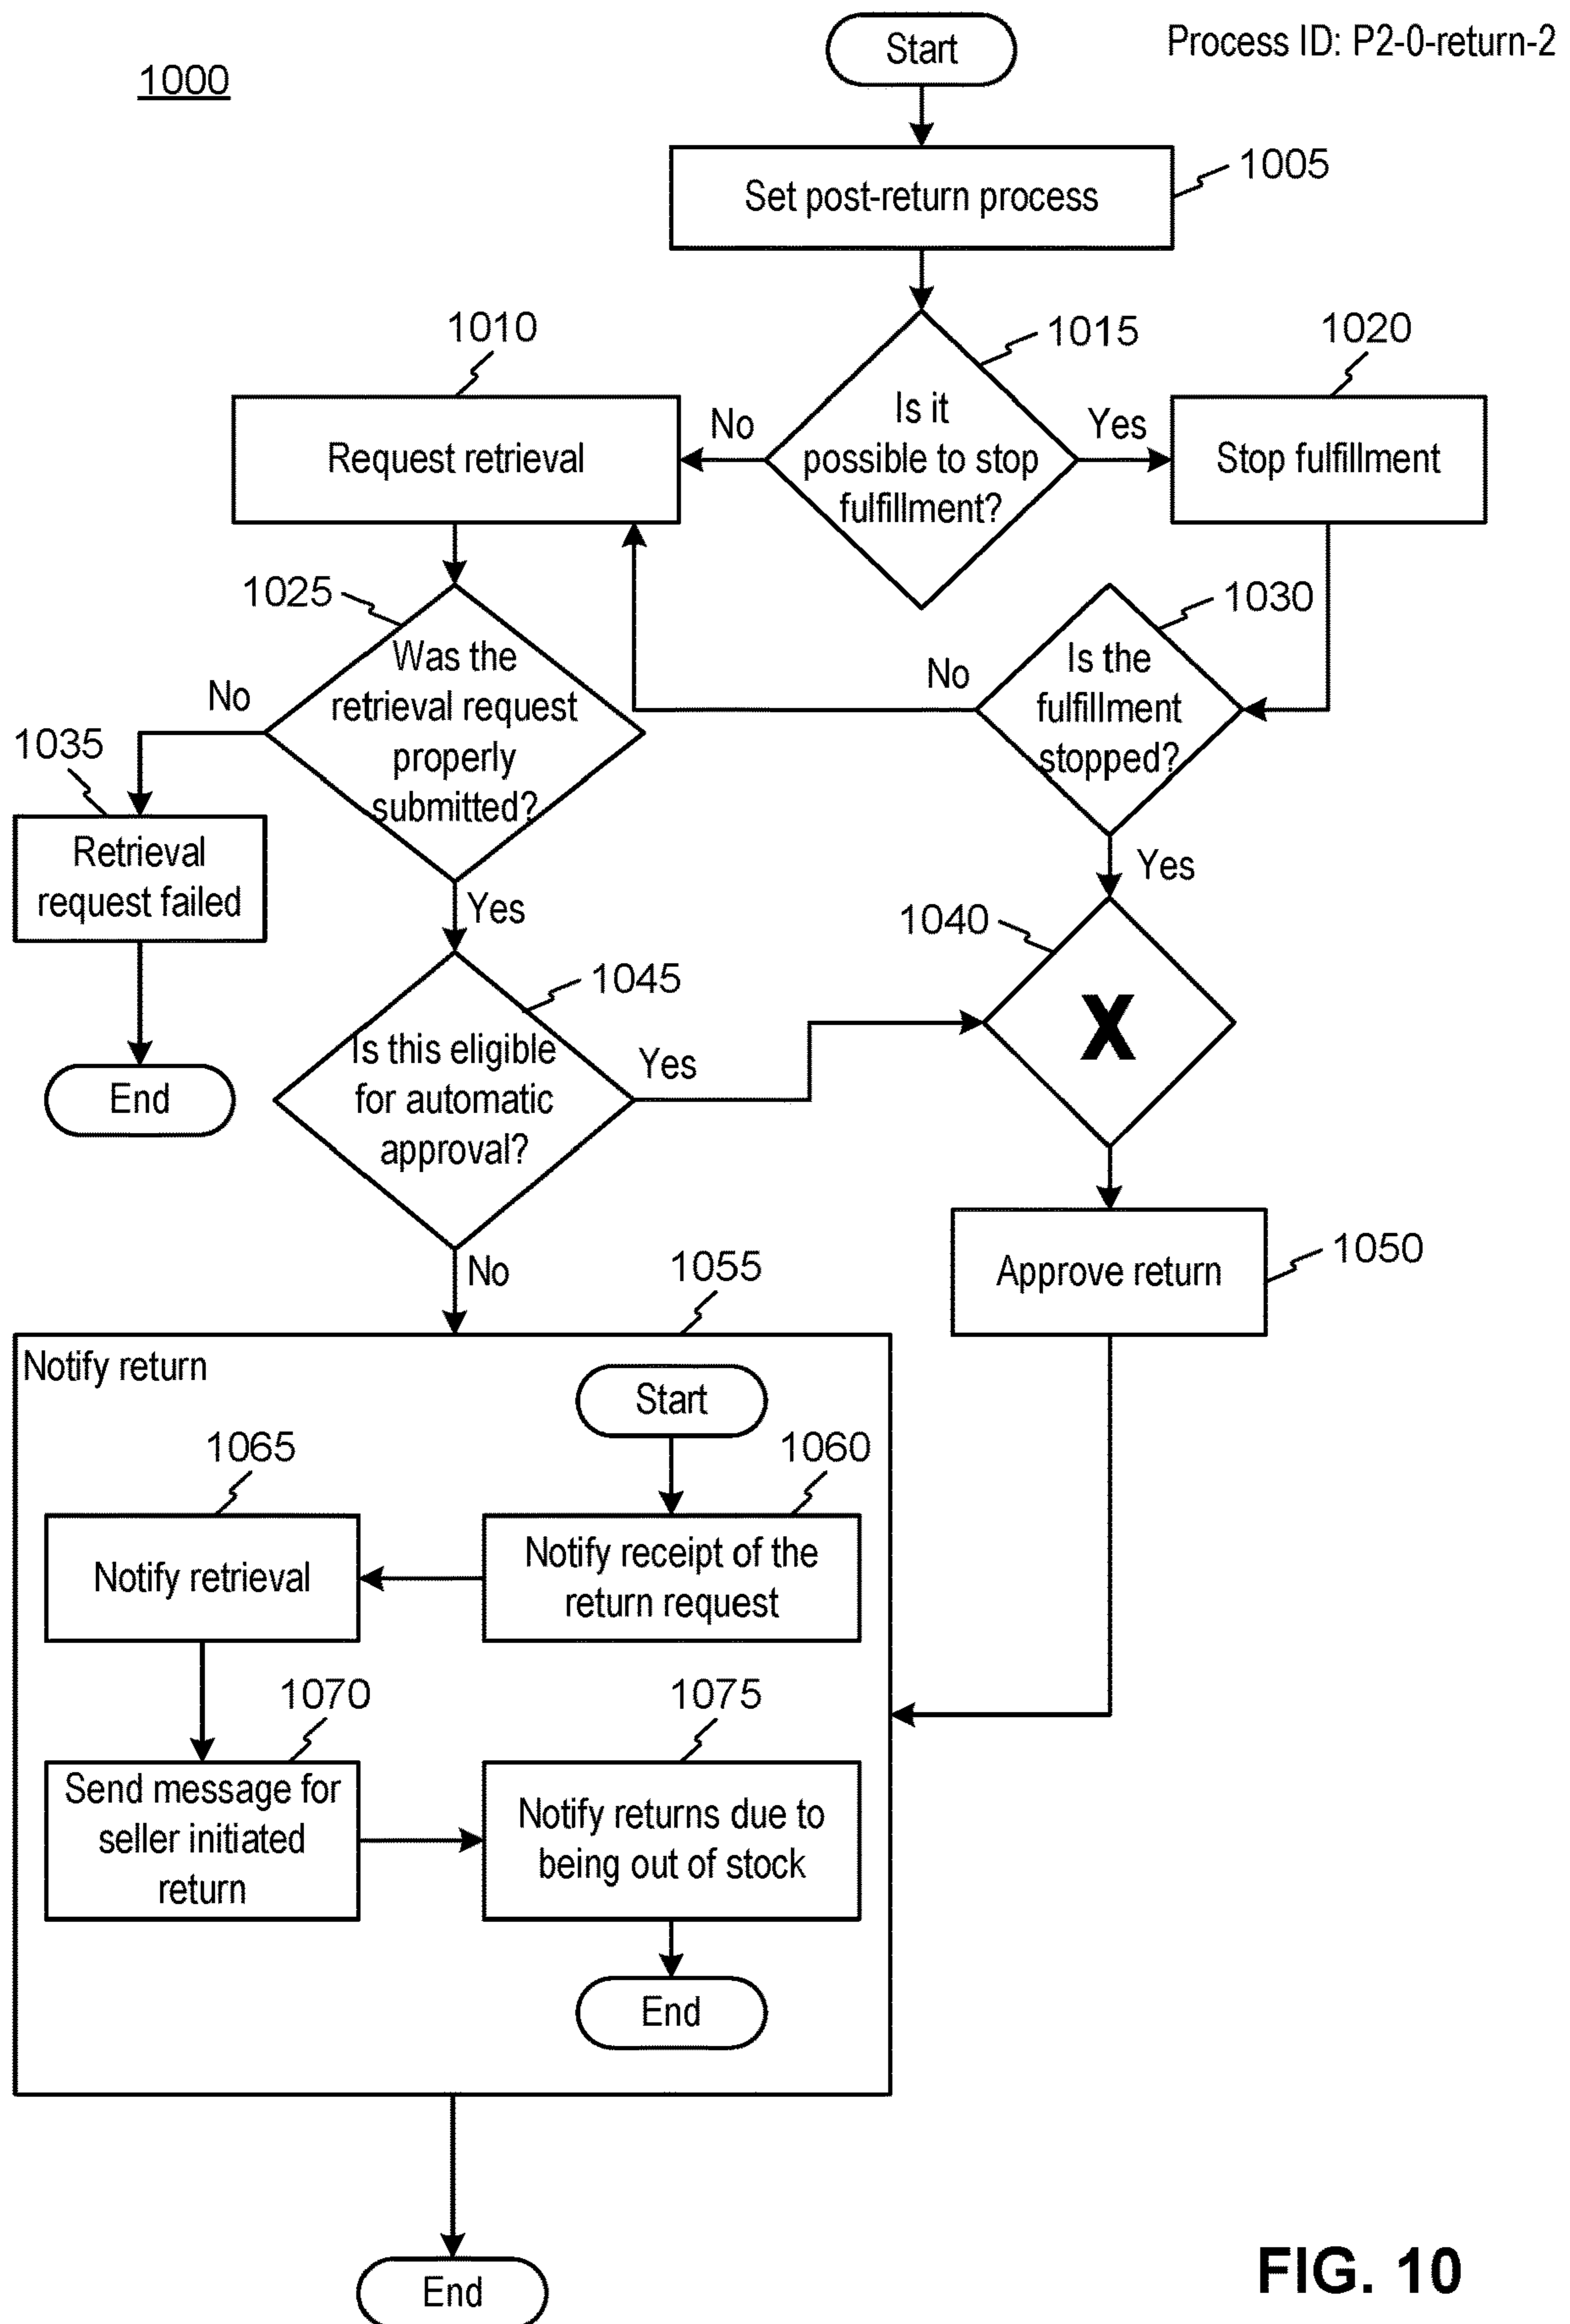 Start
Process ID: P2-0-return-2
1000
1005
Set post-return process
1010
1015
1020
Is it
possible to stop
fulfillment?
No
Yes
Request retrieval
Stop fulfillment
1025
1030
Was the
retrieval request
properly
submitted?
No
Is the
fulfillment
stopped?
No
1035
Yes
Retrieval
request failed
Yes
1040
X
1045
Is this eligible
for automatic
approval?
Yes
End
No
Approve return
1050
1055
Notify return
Start
1065
1060
Notify retrieval
Notify receipt of the
return request
1070
1075
Send message for
seller initiated
return
Notify returns due to
being out of stock
End
End
FIG. 10